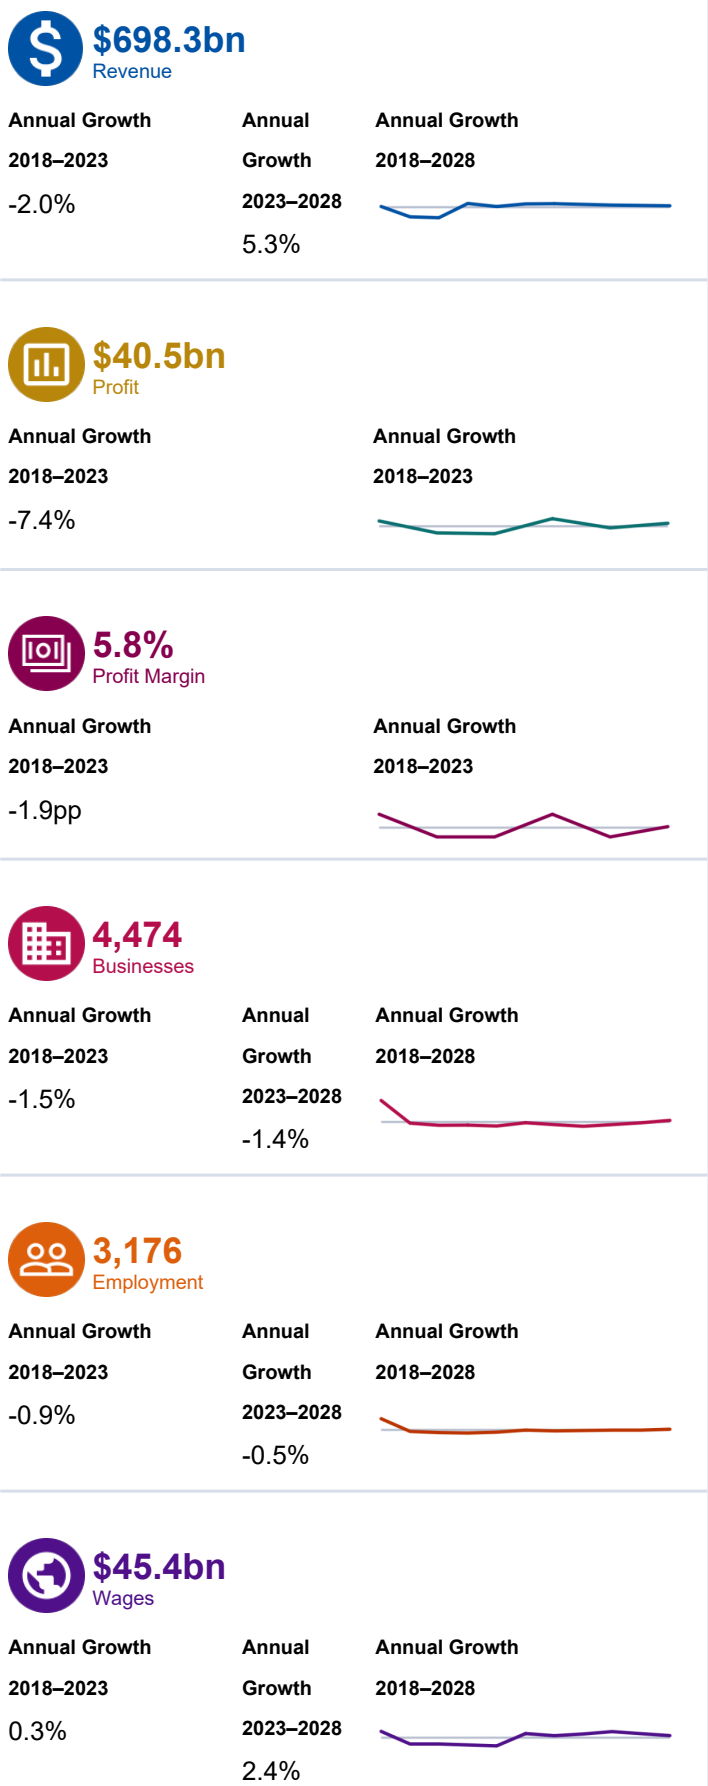 $698.3bn
Revenue
Annual Growth
2018–2023
-2.0%
Annual
Growth
2023–2028
5.3%
Annual Growth
2018–2028
$40.5bn
Profit
Annual Growth
2018–2023
-7.4%
Annual Growth
2018–2023
5.8%
Profit Margin
Annual Growth
2018–2023
-1.9pp
Annual Growth
2018–2023
4,474
Businesses
Annual Growth
2018–2023
-1.5%
Annual
Growth
2023–2028
-1.4%
Annual Growth
2018–2028
3,176
Employment
Annual Growth
2018–2023
-0.9%
Annual
Growth
2023–2028
-0.5%
Annual Growth
2018–2028
$45.4bn
Wages
Annual Growth
2018–2023
0.3%
Annual
Growth
2023–2028
2.4%
Annual Growth
2018–2028